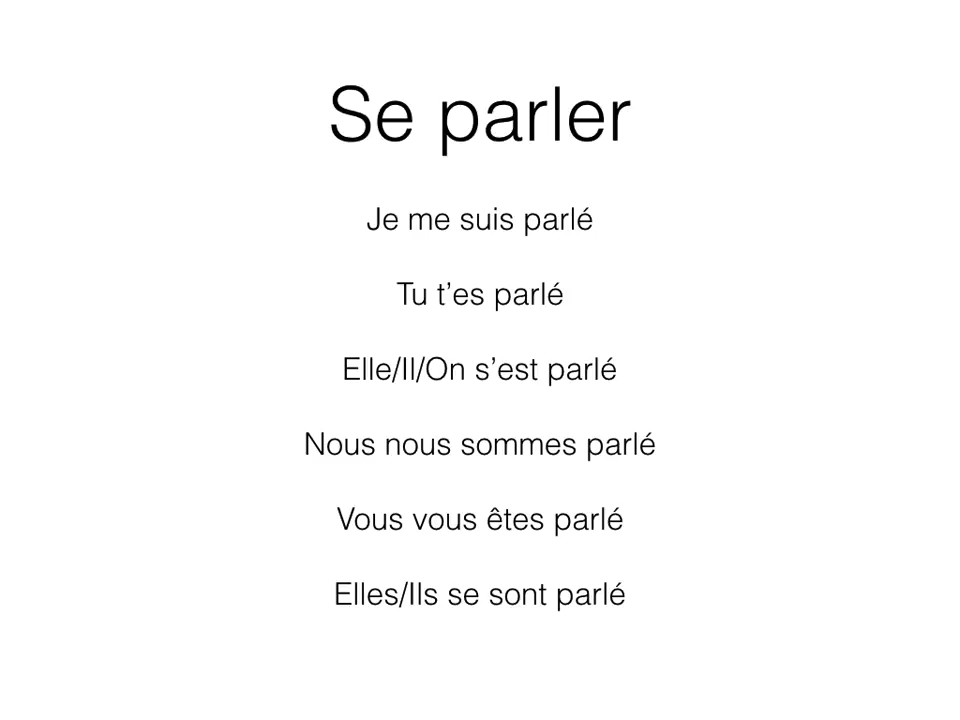 Se parler
Je me suis parlé
Tu t’es parlé
Elle/Il/On s’est parlé
Nous nous sommes parlé
Vous vous êtes parlé
Elles/Ils se sont parlé